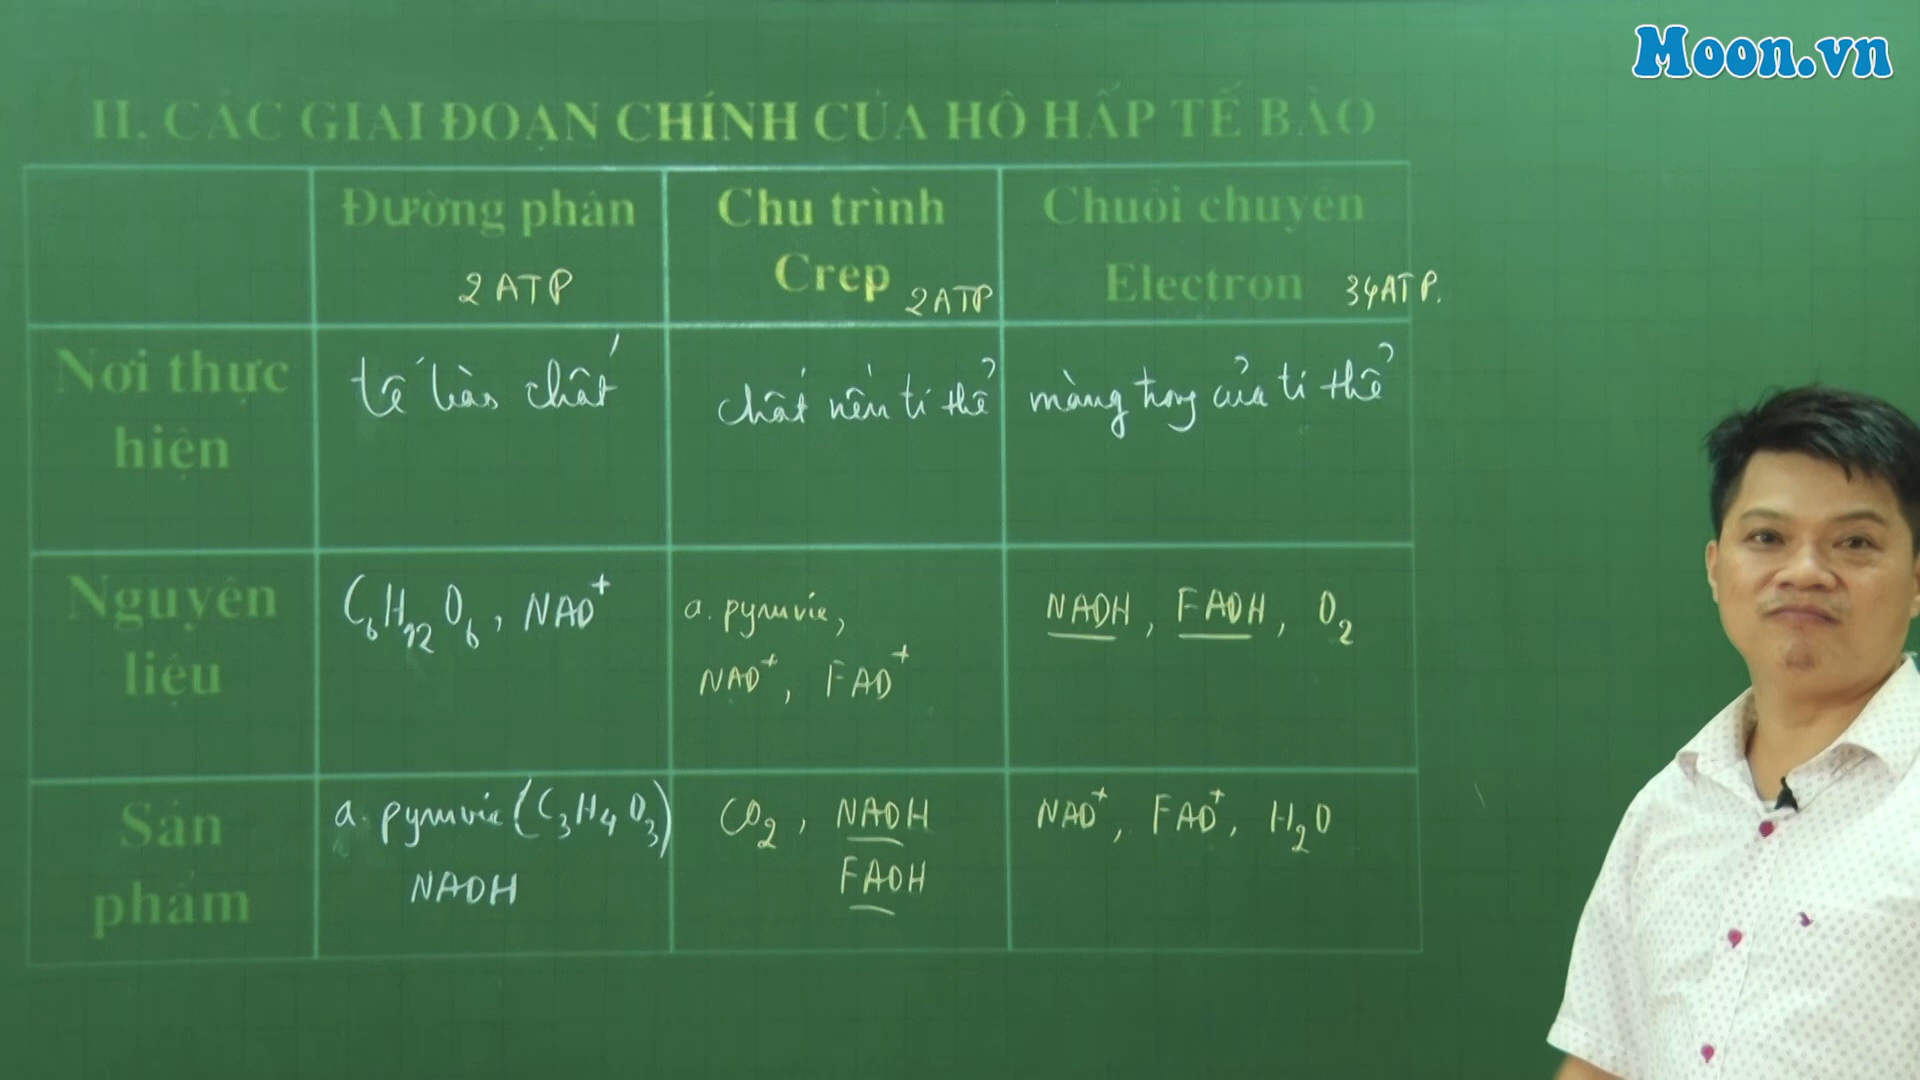 Moon.vn
II. CÁC GIAI ĐOẠN CHÍNH CỦA HÔ HẤP TẾ BÀO
Đường phân
2 ATP
Chu trình
Crep
2ATP
Chuỗi chuyền
Electron
34ATP.
Nơi thực
hiện
tế bào chất
chất nền ti thể
màng trong của ti thể
Nguyên
liệu
C₆H₁₂O₆, NAD⁺
a. pyruvic,
NAD⁺, FAD⁺
NADH, FADH, O₂
Sản
phẩm
a. pyruvic (C₃H₄O₃)
NADH
CO₂, NADH
FADH
NAD⁺, FAD⁺, H₂O